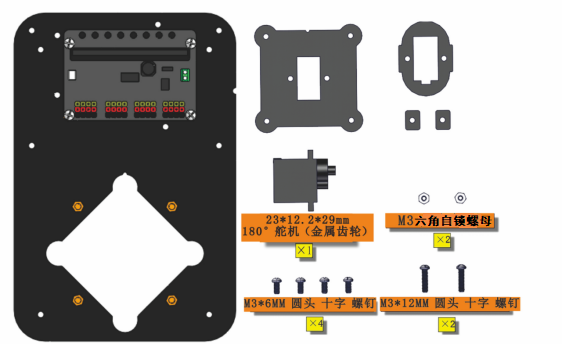 23*12.2*29mm
180°舵机(金属齿轮)
×1
M3六角自锁螺母
×2
M3*6MM 圆头 十字 螺钉
×4
M3*12MM 圆头 十字 螺钉
×2